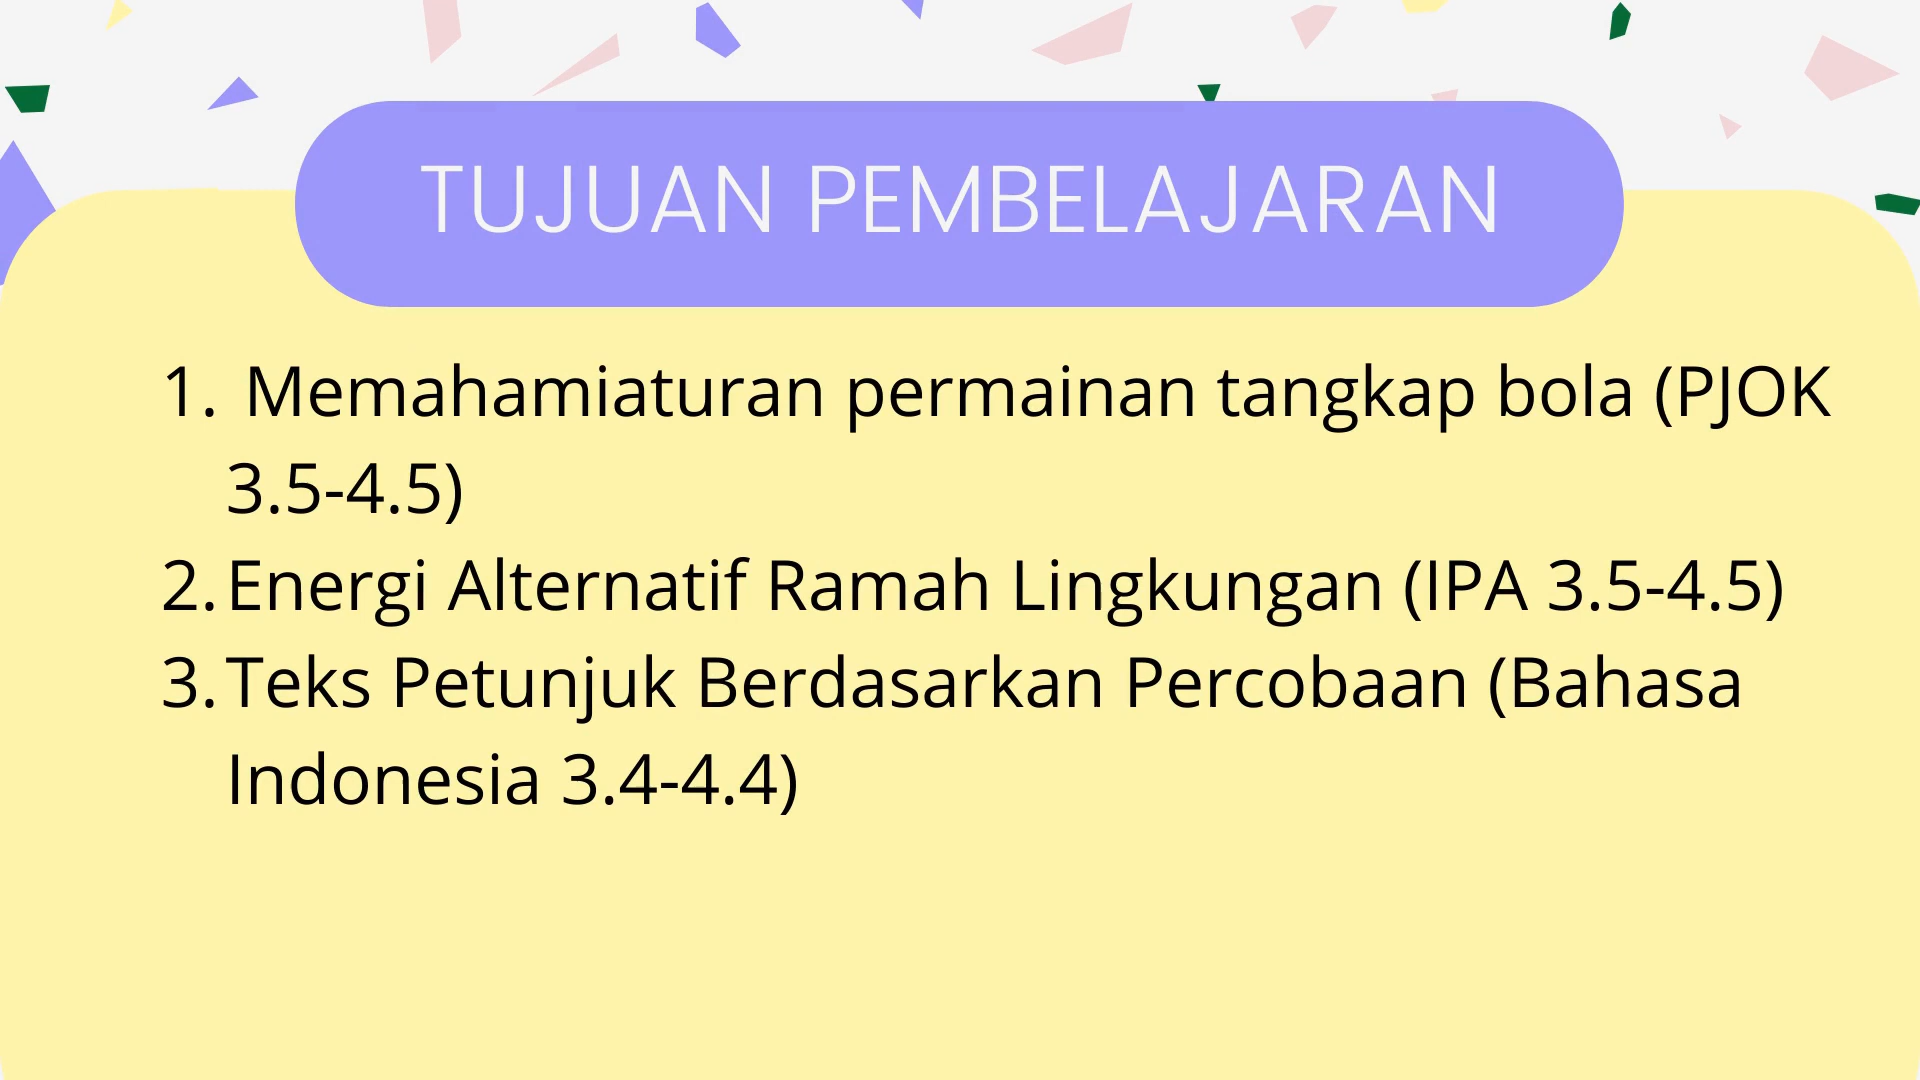 TUJUAN PEMBELAJARAN
1. Memahamiaturan permainan tangkap bola (PJOK
3.5-4.5)
2. Energi Alternatif Ramah Lingkungan (IPA 3.5-4.5)
3. Teks Petunjuk Berdasarkan Percobaan (Bahasa
Indonesia 3.4-4.4)